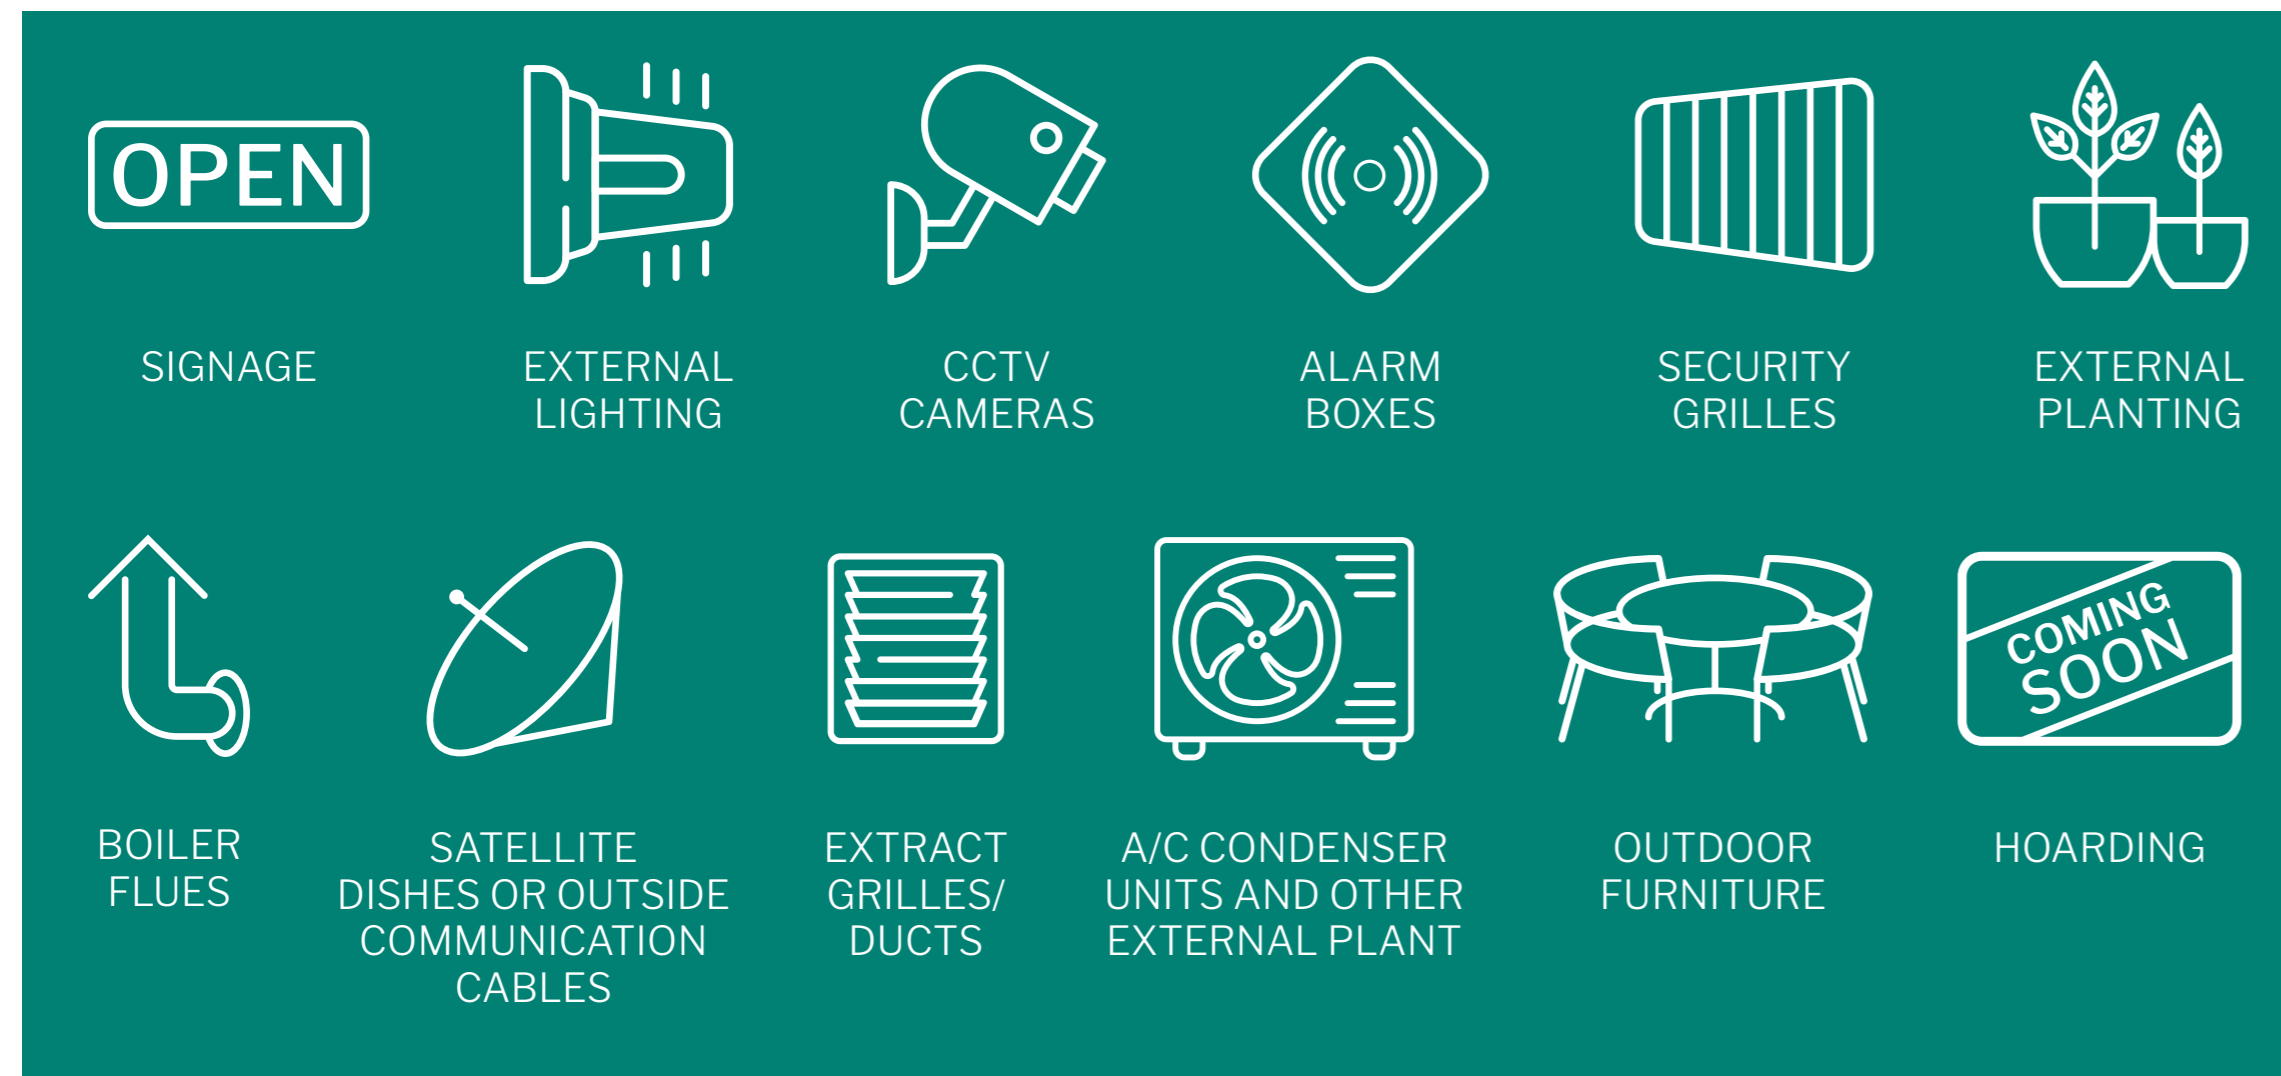 OPEN
SIGNAGE
EXTERNAL
LIGHTING
CCTV
CAMERAS
ALARM
BOXES
SECURITY
GRILLES
EXTERNAL
PLANTING
COMING
SOON
BOILER
FLUES
SATELLITE
DISHES OR OUTSIDE
COMMUNICATION
CABLES
EXTRACT
GRILLES/
DUCTS
A/C CONDENSER
UNITS AND OTHER
EXTERNAL PLANT
OUTDOOR
FURNITURE
HOARDING